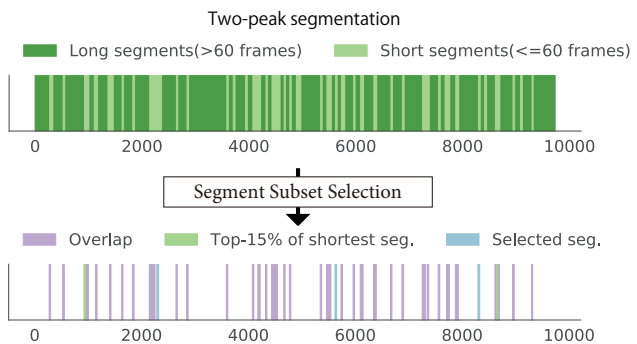 Two-peak segmentation
Long segments(>60 frames) Short segments(<=60 frames)
0 2000 4000 6000 8000 10000
Segment Subset Selection
Overlap Top-15% of shortest seg. Selected seg.
0 2000 4000 6000 8000 10000